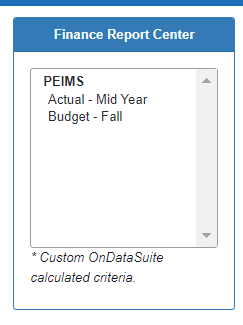 Finance Report Center
PEIMS
Actual - Mid Year
Budget - Fall
* Custom OnDataSuite
calculated criteria.